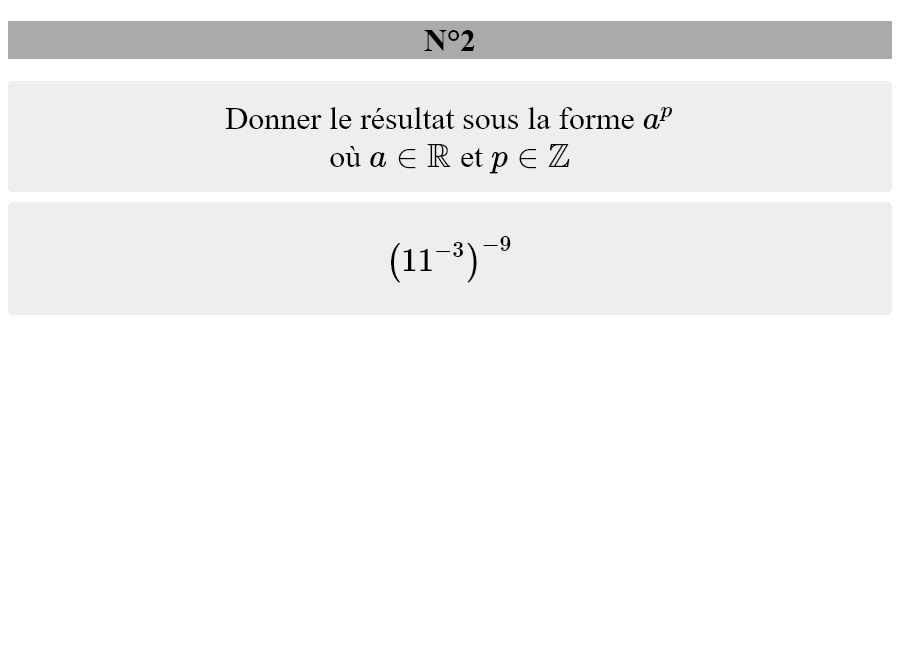 N°2
Donner le résultat sous la forme $a^p$
où $a \in \mathbb{R}$ et $p \in \mathbb{Z}$
$\left(11^{-3}\right)^{-9}$